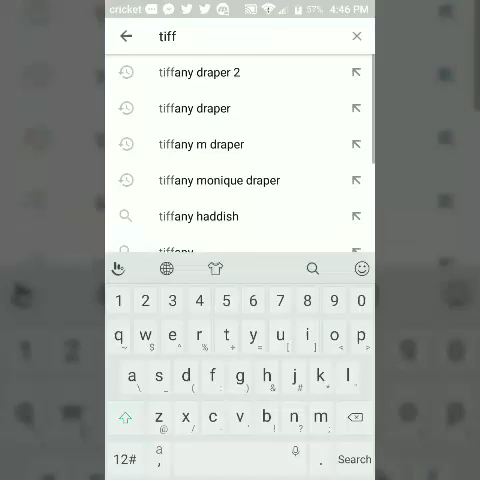 cricket 57% 4:46 PM
tiff
tiffany draper 2
tiffany draper
tiffany m draper
tiffany monique draper
tiffany haddish
tiffany
1 2 3 4 5 6 7 8 9 0
q w e r t y u i o p
~ $ ^ % + = [ ] < >
a s d f g h j k l
\ _ ( : ) & # * "
z x c v b n m
@ / - ' ! ? ;
12# a , . Search